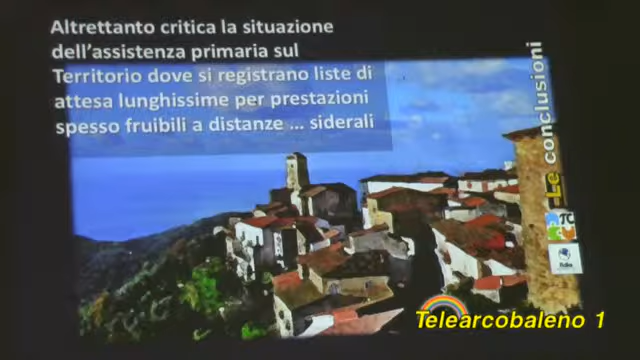 Altrettanto critica la situazione
dell'assistenza primaria sul
Territorio dove si registrano liste di
attesa lunghissime per prestazioni
spesso fruibili a distanze ... siderali
Le conclusioni
Telearcobaleno 1